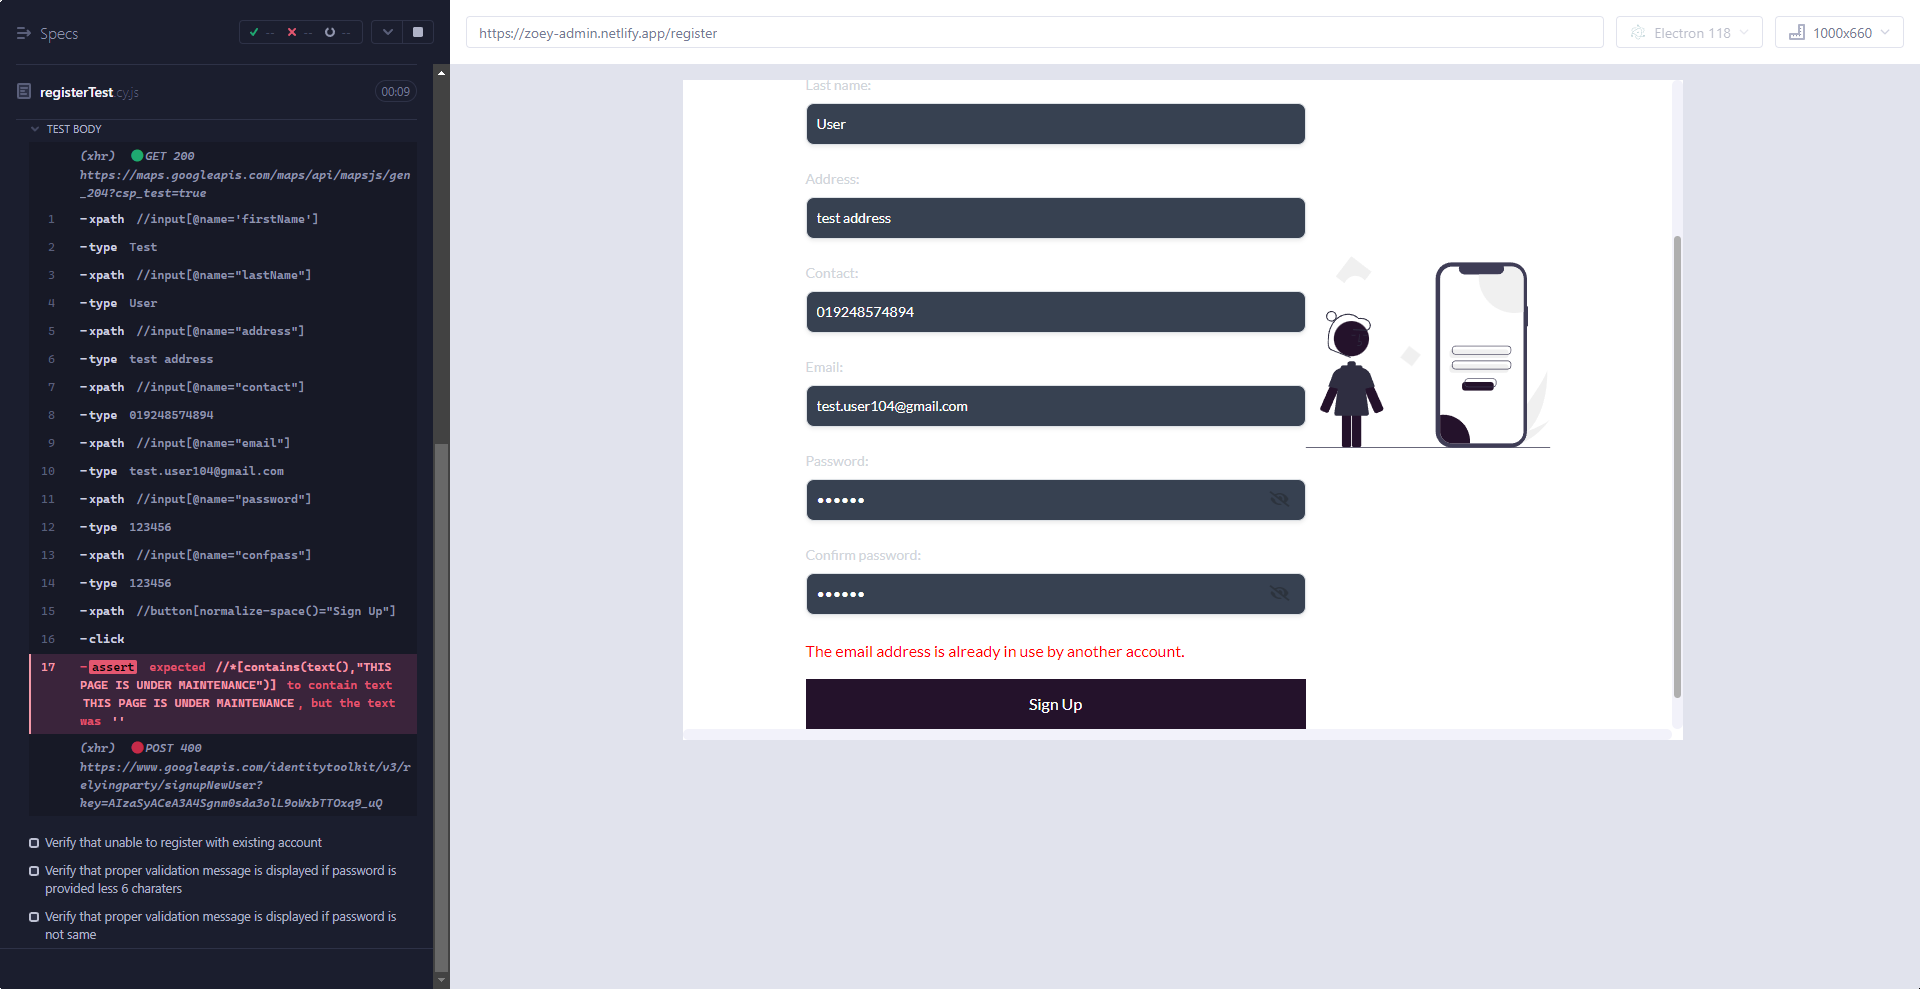 Specs
-- -- --
https://zoey-admin.netlify.app/register
Electron 118
1000x660
registerTest.cy.js
00:09
TEST BODY
(xhr) GET 200
https://maps.googleapis.com/maps/api/mapsjs/gen
_204?csp_test=true
1 -xpath //input[@name='firstName']
2 -type Test
3 -xpath //input[@name="lastName"]
4 -type User
5 -xpath //input[@name="address"]
6 -type test address
7 -xpath //input[@name="contact"]
8 -type 019248574894
9 -xpath //input[@name="email"]
10 -type test.user104@gmail.com
11 -xpath //input[@name="password"]
12 -type 123456
13 -xpath //input[@name="confpass"]
14 -type 123456
15 -xpath //button[normalize-space()="Sign Up"]
16 -click
17 -assert expected //*[contains(text(),"THIS
PAGE IS UNDER MAINTENANCE")] to contain text
THIS PAGE IS UNDER MAINTENANCE, but the text
was ''
(xhr) POST 400
https://www.googleapis.com/identitytoolkit/v3/r
elyingparty/signupNewUser?
key=AIzaSyACeA3A4Sgnm0sda3olL9oWxbTTOxq9_uQ
Verify that unable to register with existing account
Verify that proper validation message is displayed if password is
provided less 6 charaters
Verify that proper validation message is displayed if password is
not same
Last name:
User
Address:
test address
Contact:
019248574894
Email:
test.user104@gmail.com
Password:
••••••
Confirm password:
••••••
The email address is already in use by another account.
Sign Up